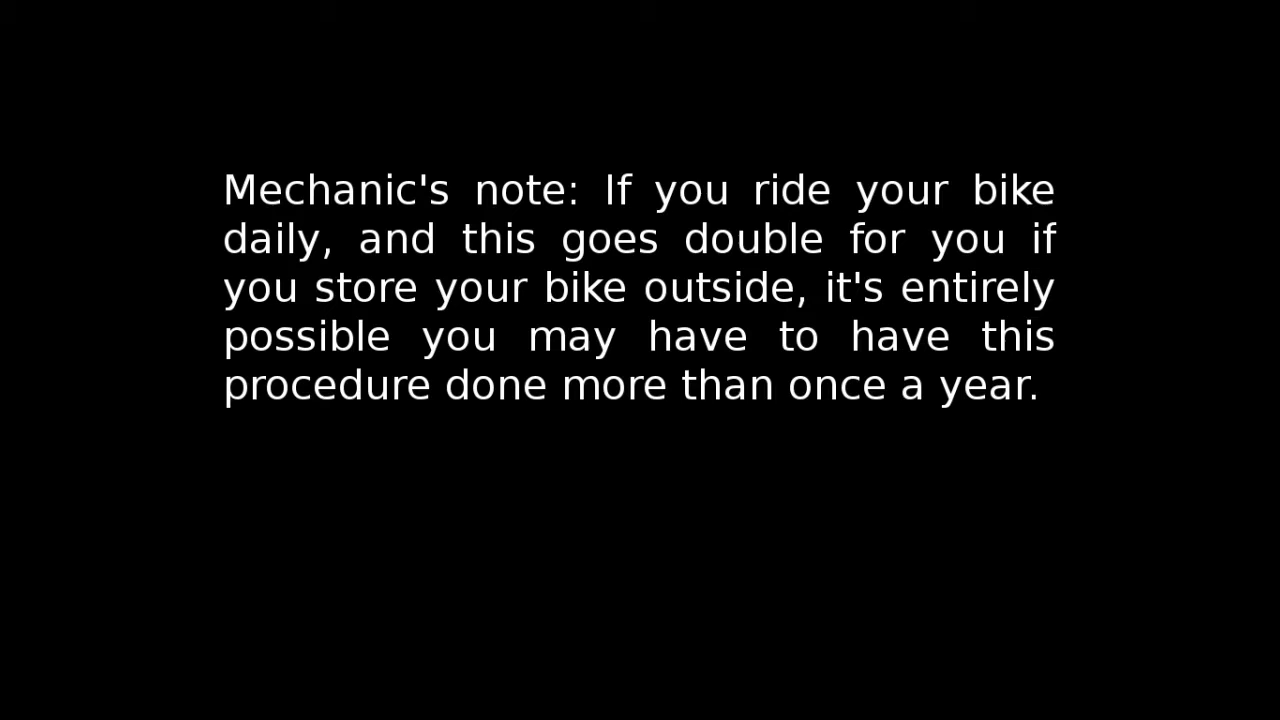 Mechanic's note: If you ride your bike
daily, and this goes double for you if
you store your bike outside, it's entirely
possible you may have to have this
procedure done more than once a year.